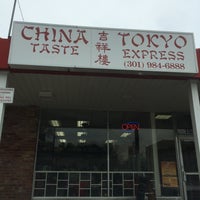 CHINA TASTE
吉祥樓
TOKYO EXPRESS
(301) 984-6888
OPEN